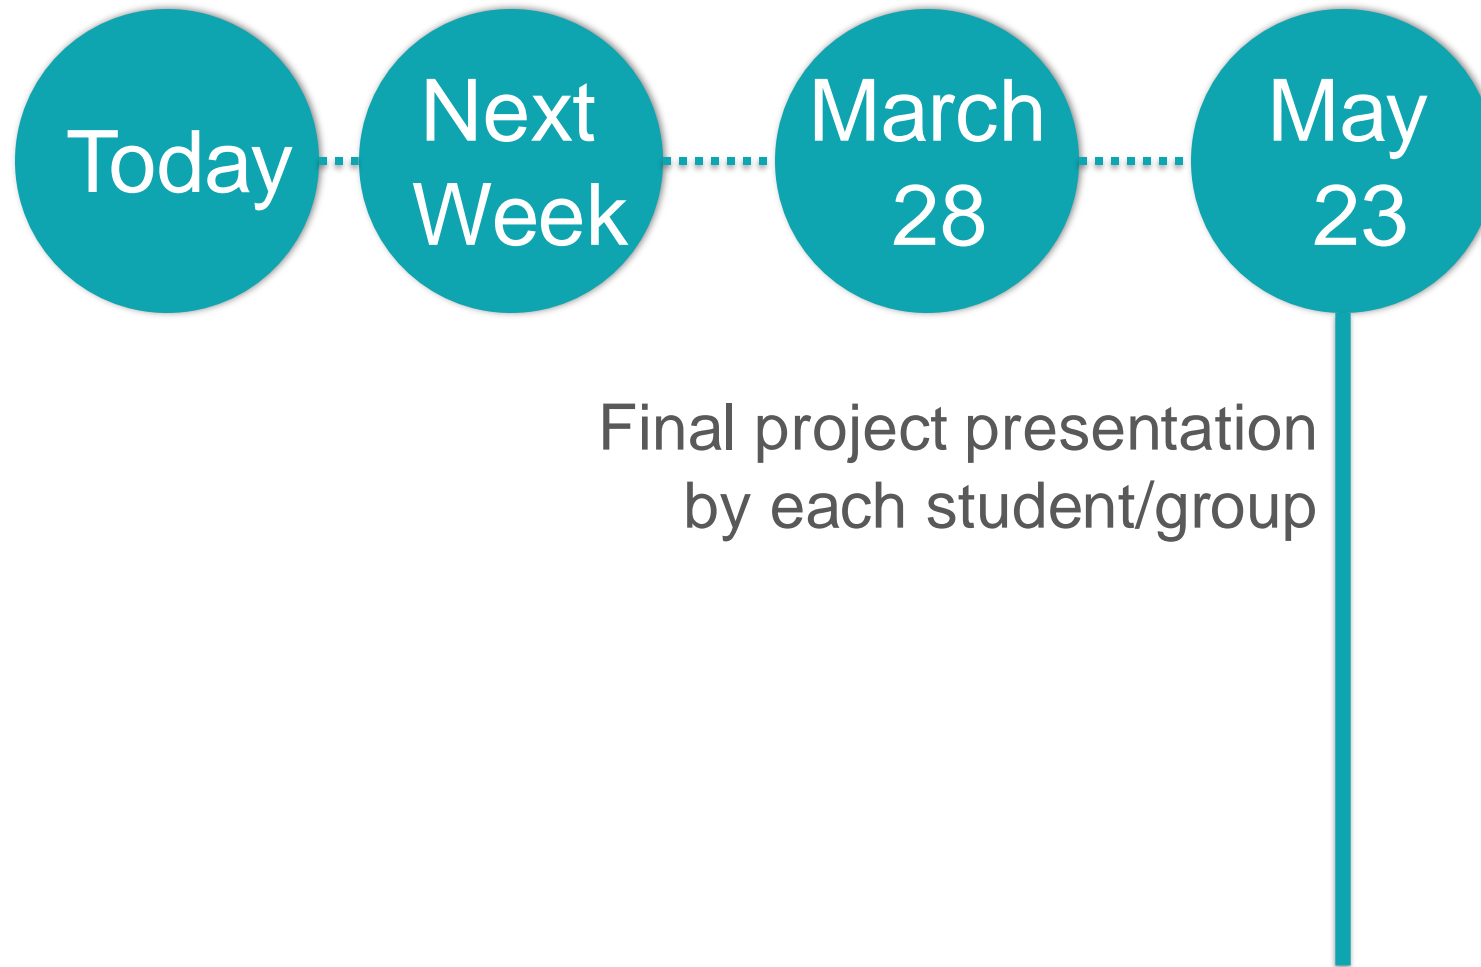 Today
Next
Week
March
28
May
23
Final project presentation
by each student/group